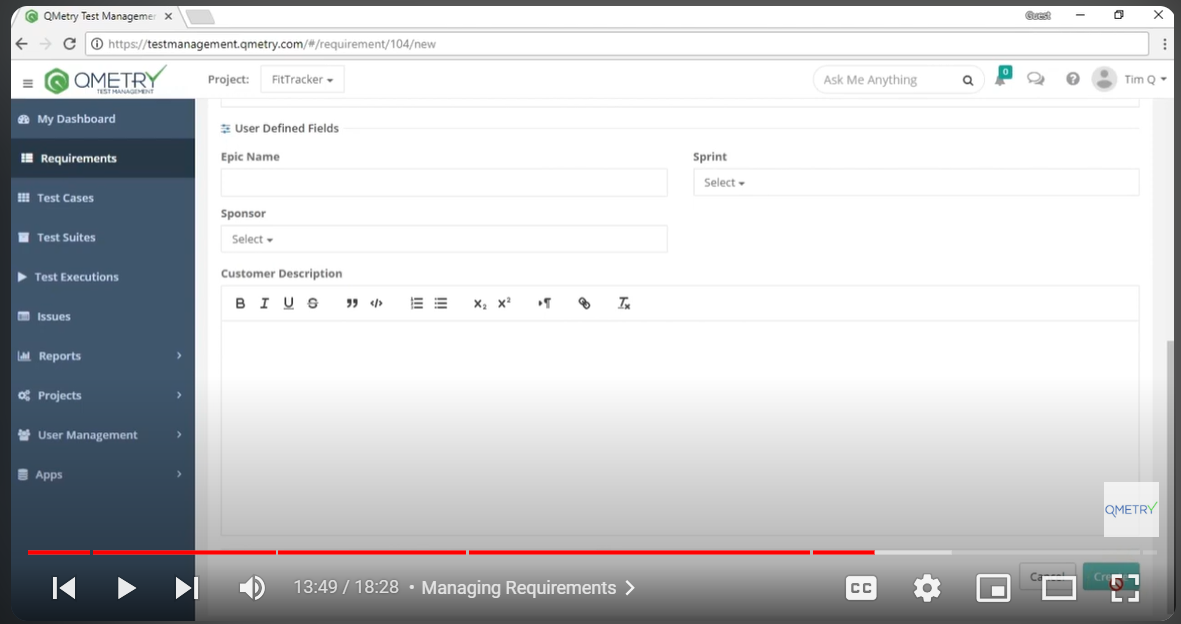 QMetry Test Managemen
Guest
https://testmanagement.qmetry.com/#/requirement/104/new
QMETRY
TEST MANAGEMENT
Project:
FitTracker
Ask Me Anything
0
Tim Q
My Dashboard
Requirements
Test Cases
Test Suites
Test Executions
Issues
Reports
Projects
User Management
Apps
User Defined Fields
Epic Name
Sprint
Select
Sponsor
Select
Customer Description
B I U S
QMETRY
13:49 / 18:28 • Managing Requirements
CC